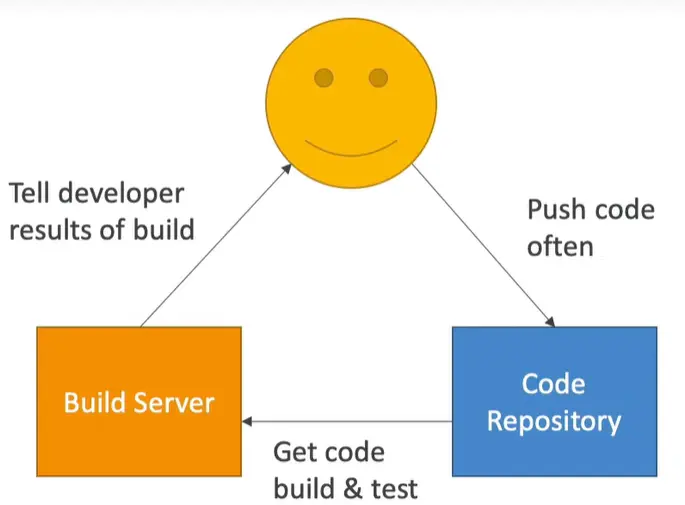 Tell developer
results of build
Push code
often
Build Server
Code
Repository
Get code
build & test